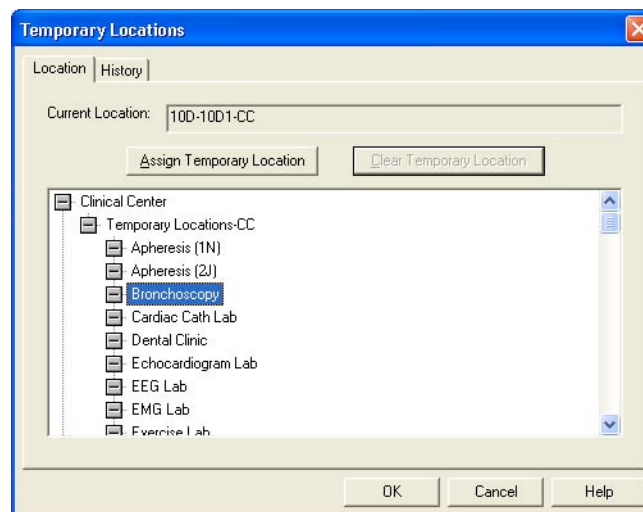 Temporary Locations
Location History
Current Location: 10D-10D1-CC
Assign Temporary Location Clear Temporary Location
Clinical Center
Temporary Locations-CC
Apheresis (1N)
Apheresis (2J)
Bronchoscopy
Cardiac Cath Lab
Dental Clinic
Echocardiogram Lab
EEG Lab
EMG Lab
Exercise Lab
OK Cancel Help